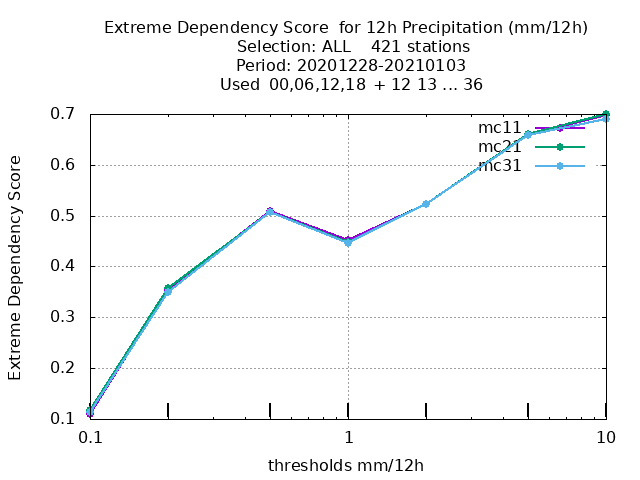 Extreme Dependency Score  for 12h Precipitation (mm/12h)
Selection: ALL    421 stations
Period: 20201228-20210103
Used  00,06,12,18  + 12 13 ... 36
Extreme Dependency Score
0.7
0.6
0.5
0.4
0.3
0.2
0.1
mc11
mc21
mc31
0.1
1
10
thresholds mm/12h